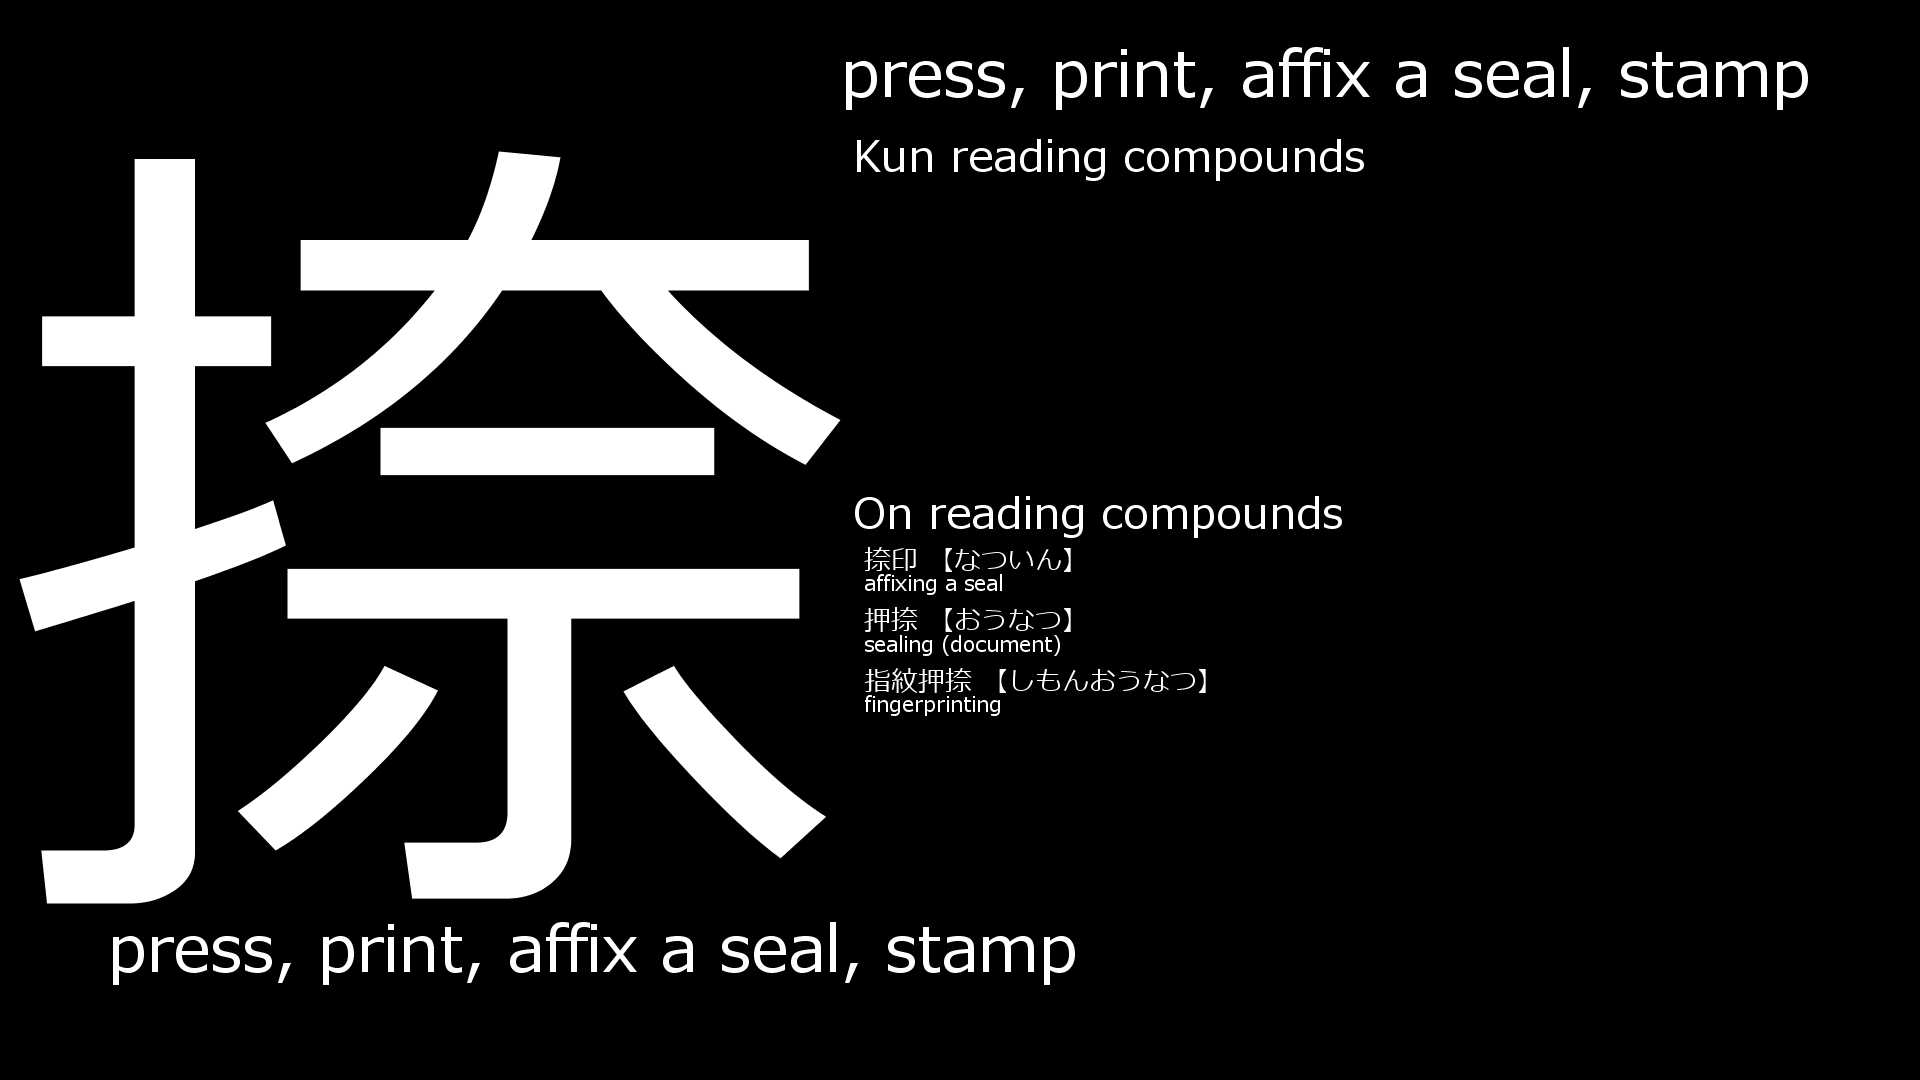 捺
press, print, affix a seal, stamp
Kun reading compounds
On reading compounds
捺印 【なついん】
affixing a seal
押捺 【おうなつ】
sealing (document)
指紋押捺 【しもんおうなつ】
fingerprinting
press, print, affix a seal, stamp